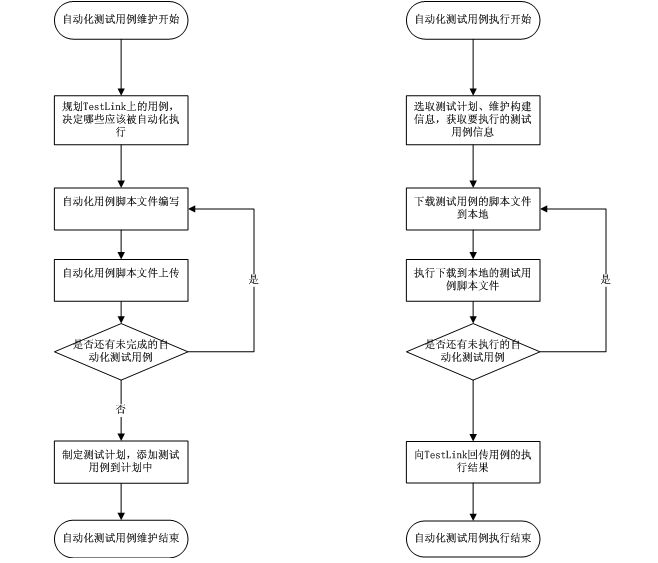 自动化测试用例维护开始
规划TestLink上的用例，
决定哪些应该被自动化执
行
自动化用例脚本文件编写
自动化用例脚本文件上传
是
是否还有未完成的自
动化测试用例
否
制定测试计划，添加测试
用例到计划中
自动化测试用例维护结束
自动化测试用例执行开始
选取测试计划、维护构建
信息，获取要执行的测试
用例信息
下载测试用例的脚本文件
到本地
执行下载到本地的测试用
例脚本文件
是
是否还有未执行的自
动化测试用例
向TestLink回传用例的执
行结果
自动化测试用例执行结束